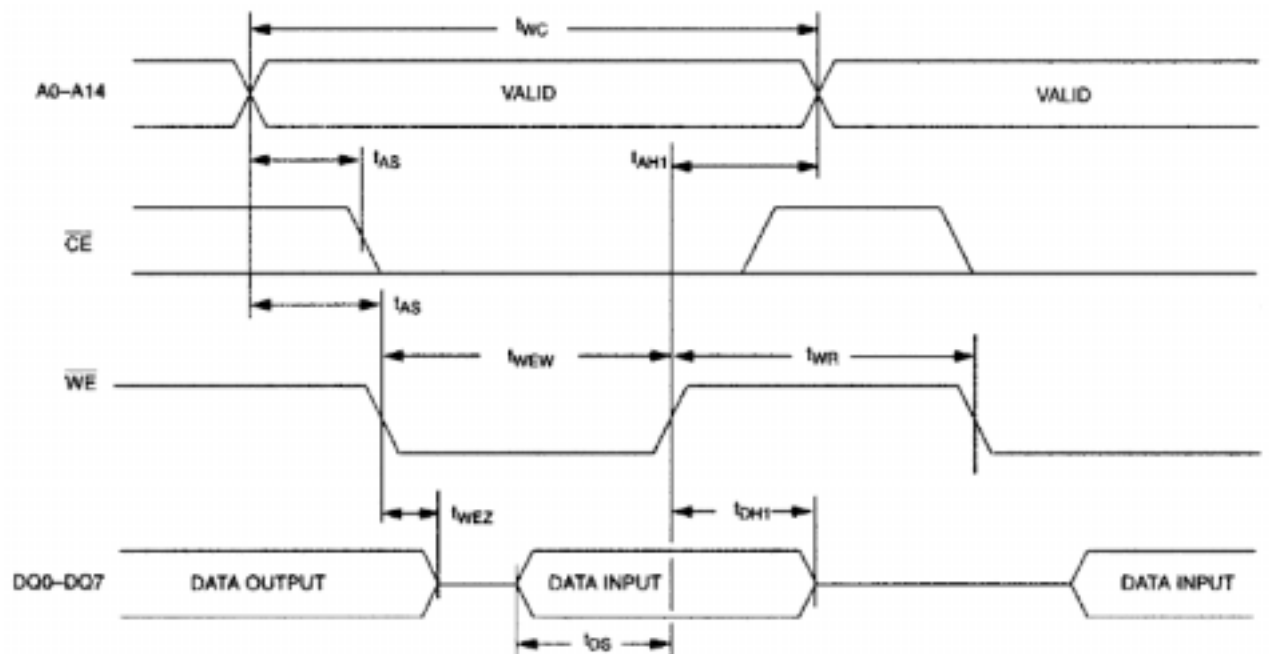 tWC
A0–A14
VALID
VALID
tAS
tAH1
CE
tAS
tWEW
tWR
WE
tWEZ
tDH1
DQ0–DQ7
DATA OUTPUT
DATA INPUT
DATA INPUT
tDS